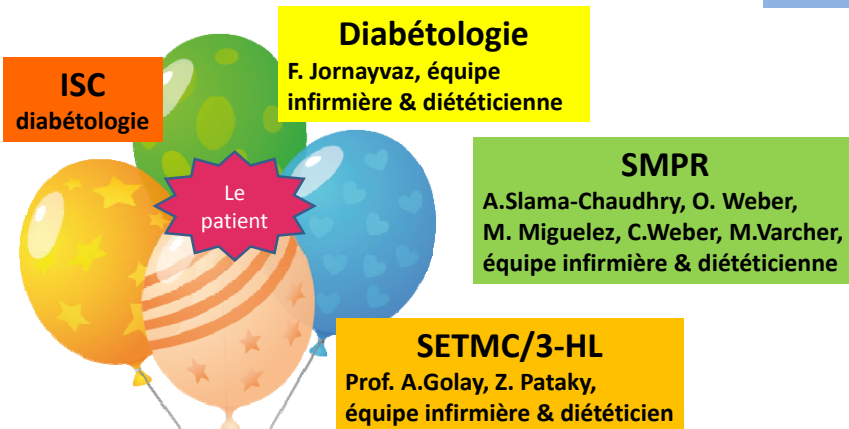 Diabétologie
F. Jornayvaz, équipe
infirmière & diététicienne
ISC
diabétologie
Le
patient
SMPR
A.Slama-Chaudhry, O. Weber,
M. Miguelez, C.Weber, M.Varcher,
équipe infirmière & diététicienne
SETMC/3-HL
Prof. A.Golay, Z. Pataky,
équipe infirmière & diététicien